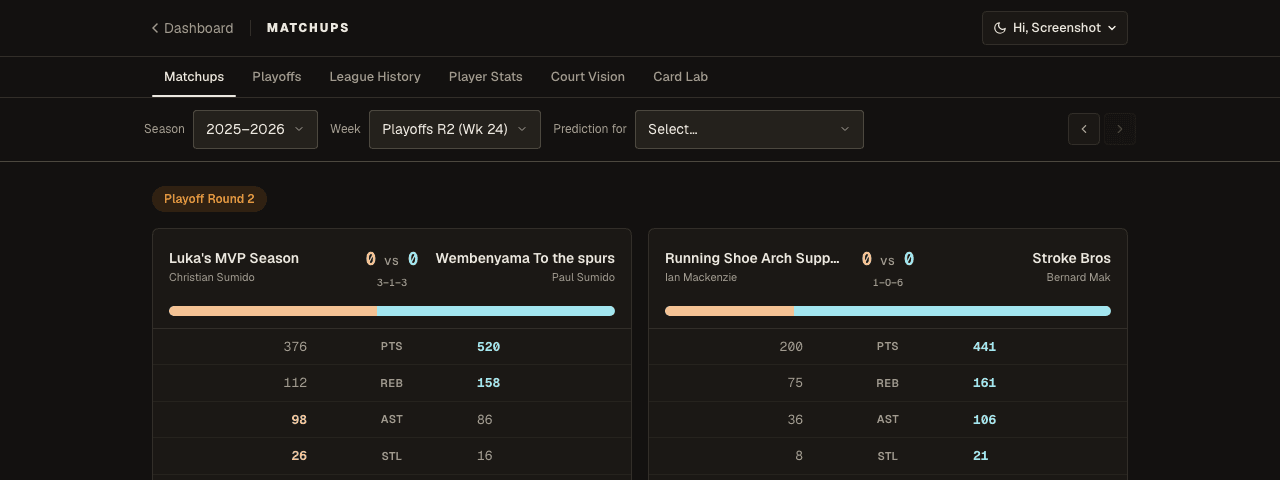 Dashboard
MATCHUPS
Hi, Screenshot
Matchups
Playoffs
League History
Player Stats
Court Vision
Card Lab
Season
2025–2026
Week
Playoffs R2 (Wk 24)
Prediction for
Select...
Playoff Round 2
Luka's MVP Season
0 vs 0
Wembenyama To the spurs
Christian Sumido
3–1–3
Paul Sumido
376 PTS 520
112 REB 158
98 AST 86
26 STL 16
Running Shoe Arch Supp...
0 vs 0
Stroke Bros
Ian Mackenzie
1–0–6
Bernard Mak
200 PTS 441
75 REB 161
36 AST 106
8 STL 21